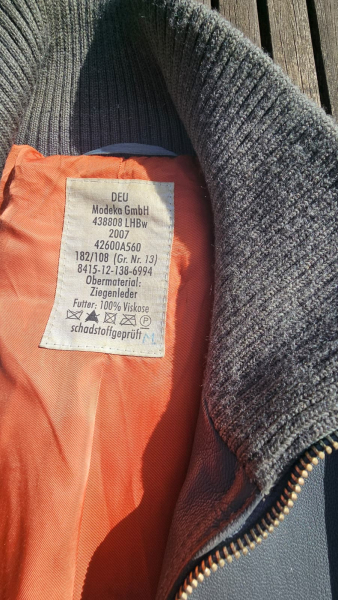 DEU
Modeka GmbH
438808 LHBw
2007
42600A560
182/108 (Gr. Nr. 13)
8415-12-138-6994
Obermaterial:
Ziegenleder
Futter: 100% Viskose
P
schadstoffgeprüft